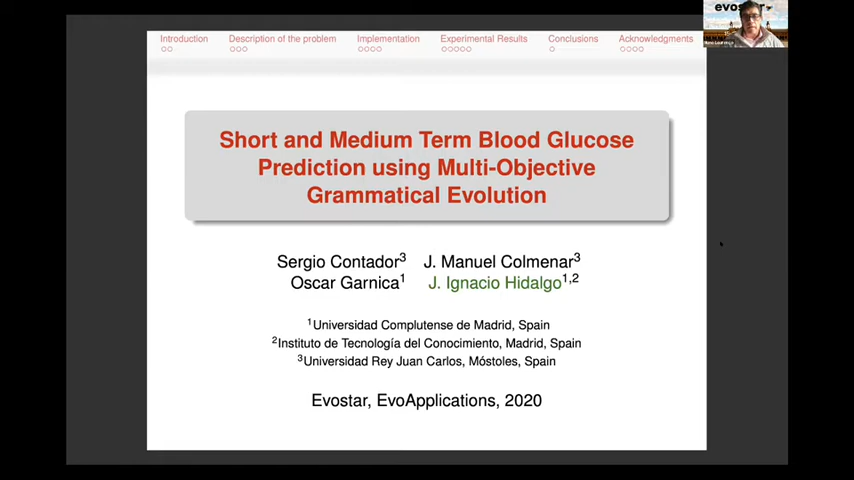 evostar
Introduction
Description of the problem
Implementation
Experimental Results
Conclusions
Acknowledgments
Short and Medium Term Blood Glucose
Prediction using Multi-Objective
Grammatical Evolution
Sergio Contador3 J. Manuel Colmenar3
Oscar Garnica1 J. Ignacio Hidalgo1,2
1Universidad Complutense de Madrid, Spain
2Instituto de Tecnología del Conocimiento, Madrid, Spain
3Universidad Rey Juan Carlos, Móstoles, Spain
Evostar, EvoApplications, 2020